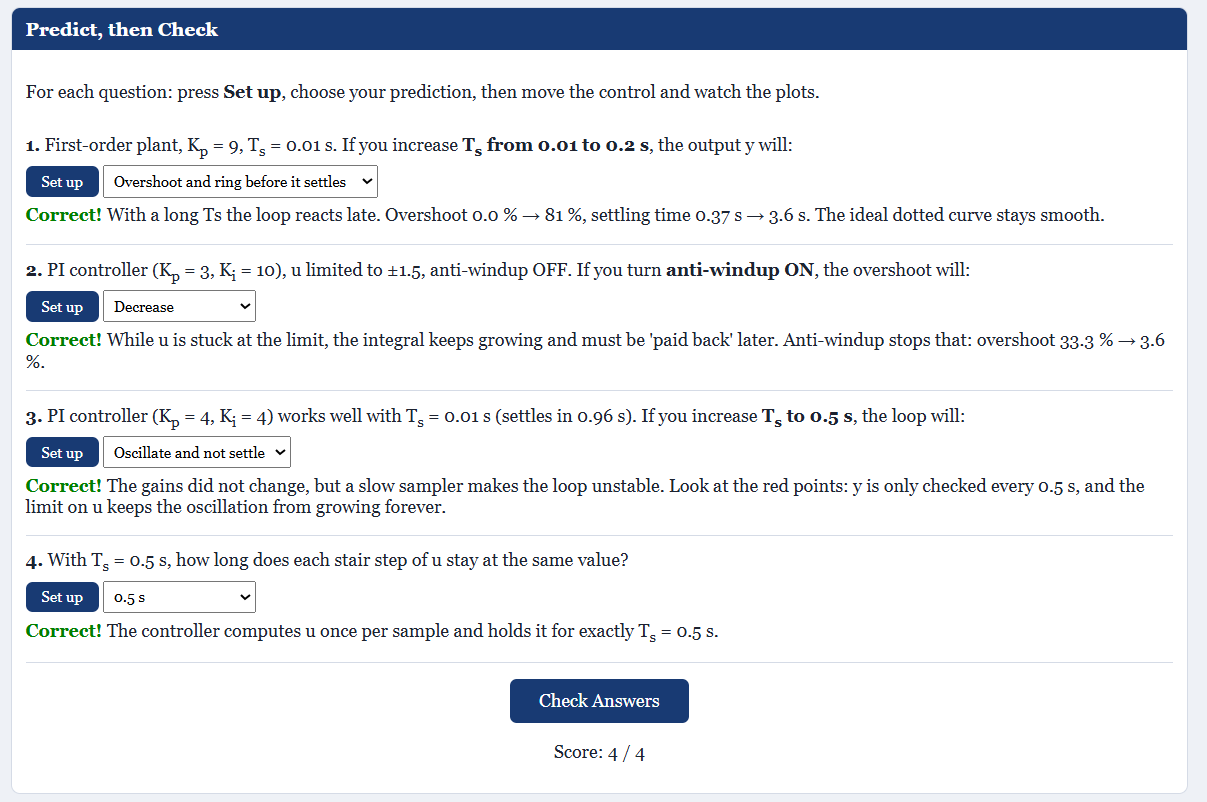 Predict, then Check
For each question: press Set up, choose your prediction, then move the control and watch the plots.
1. First-order plant, Kp = 9, Ts = 0.01 s. If you increase Ts from 0.01 to 0.2 s, the output y will:
Set up Overshoot and ring before it settles
Correct! With a long Ts the loop reacts late. Overshoot 0.0 % → 81 %, settling time 0.37 s → 3.6 s. The ideal dotted curve stays smooth.
2. PI controller (Kp = 3, Ki = 10), u limited to ±1.5, anti-windup OFF. If you turn anti-windup ON, the overshoot will:
Set up Decrease
Correct! While u is stuck at the limit, the integral keeps growing and must be 'paid back' later. Anti-windup stops that: overshoot 33.3 % → 3.6
%.
3. PI controller (Kp = 4, Ki = 4) works well with Ts = 0.01 s (settles in 0.96 s). If you increase Ts to 0.5 s, the loop will:
Set up Oscillate and not settle
Correct! The gains did not change, but a slow sampler makes the loop unstable. Look at the red points: y is only checked every 0.5 s, and the
limit on u keeps the oscillation from growing forever.
4. With Ts = 0.5 s, how long does each stair step of u stay at the same value?
Set up 0.5 s
Correct! The controller computes u once per sample and holds it for exactly Ts = 0.5 s.
Check Answers
Score: 4 / 4